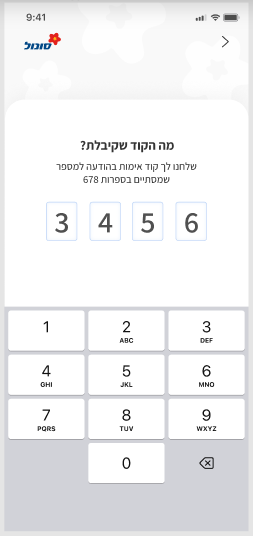 9:41
סונול
מה הקוד שקיבלת?
שלחנו לך קוד אימות בהודעה למספר
שמסתיים בספרות 678
3 4 5 6
1 2 3
ABC DEF
4 5 6
GHI JKL MNO
7 8 9
PQRS TUV WXYZ
0